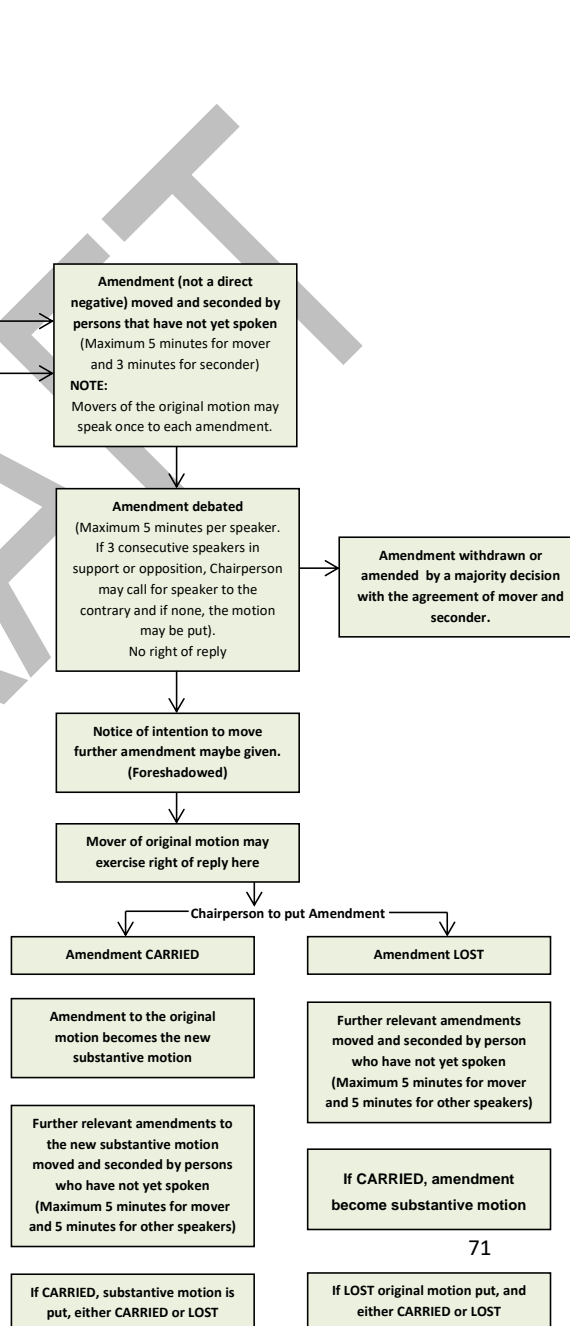 Amendment (not a direct
negative) moved and seconded by
persons that have not yet spoken
(Maximum 5 minutes for mover
and 3 minutes for seconder)
NOTE:
Movers of the original motion may
speak once to each amendment.
Amendment debated
(Maximum 5 minutes per speaker.
If 3 consecutive speakers in
support or opposition, Chairperson
may call for speaker to the
contrary and if none, the motion
may be put).
No right of reply
Amendment withdrawn or
amended by a majority decision
with the agreement of mover and
seconder.
Notice of intention to move
further amendment maybe given.
(Foreshadowed)
Mover of original motion may
exercise right of reply here
Chairperson to put Amendment
Amendment CARRIED
Amendment to the original
motion becomes the new
substantive motion
Further relevant amendments to
the new substantive motion
moved and seconded by persons
who have not yet spoken
(Maximum 5 minutes for mover
and 5 minutes for other speakers)
If CARRIED, substantive motion is
put, either CARRIED or LOST
Amendment LOST
Further relevant amendments
moved and seconded by person
who have not yet spoken
(Maximum 5 minutes for mover
and 5 minutes for other speakers)
If CARRIED, amendment
become substantive motion
71
If LOST original motion put, and
either CARRIED or LOST